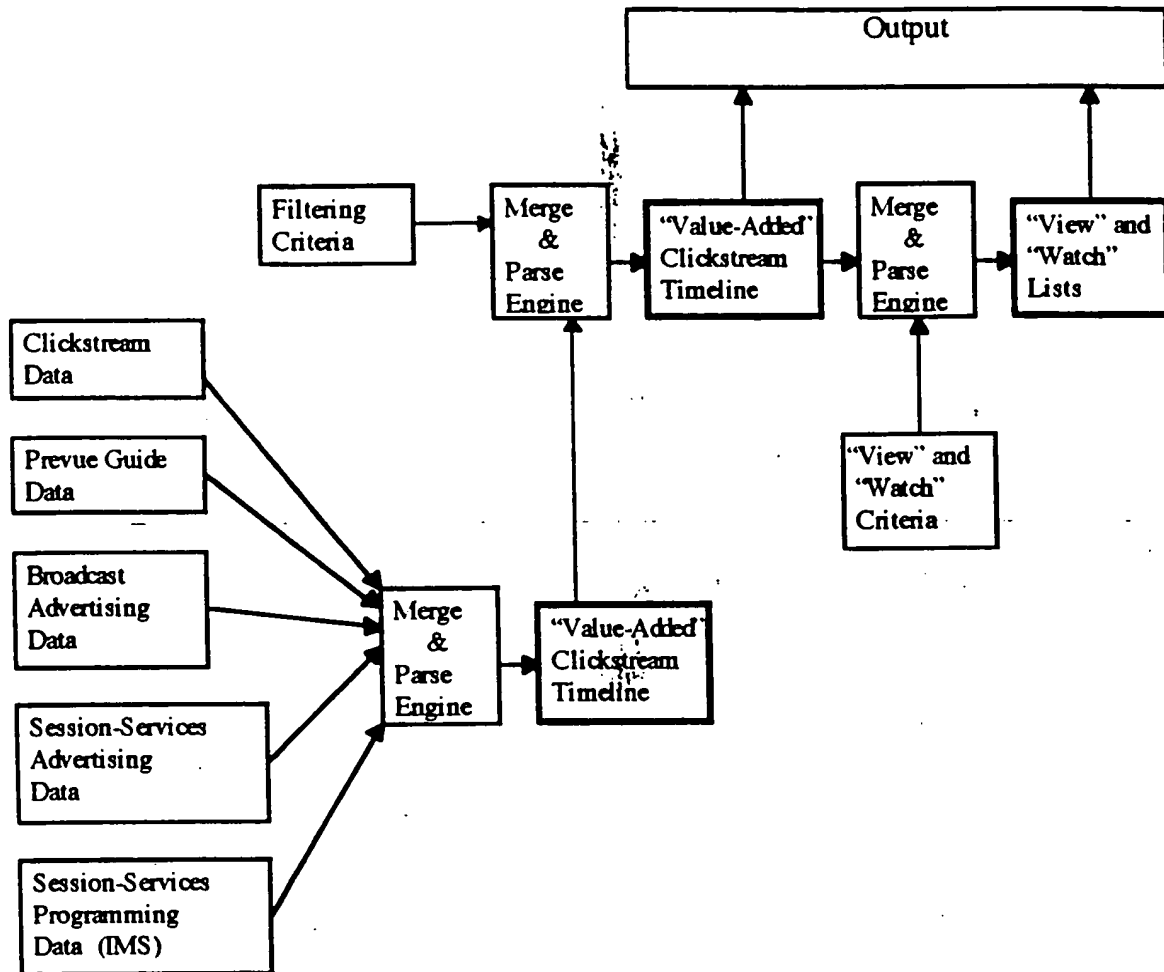 Output
Filtering
Criteria
Merge
&
Parse
Engine
“Value-Added”
Clickstream
Timeline
Merge
&
Parse
Engine
“View” and
“Watch”
Lists
Clickstream
Data
Prevue Guide
Data
“View” and
“Watch”
Criteria
Broadcast
Advertising
Data
Merge
&
Parse
Engine
“Value-Added”
Clickstream
Timeline
Session-Services
Advertising
Data
Session-Services
Programming
Data (IMS)